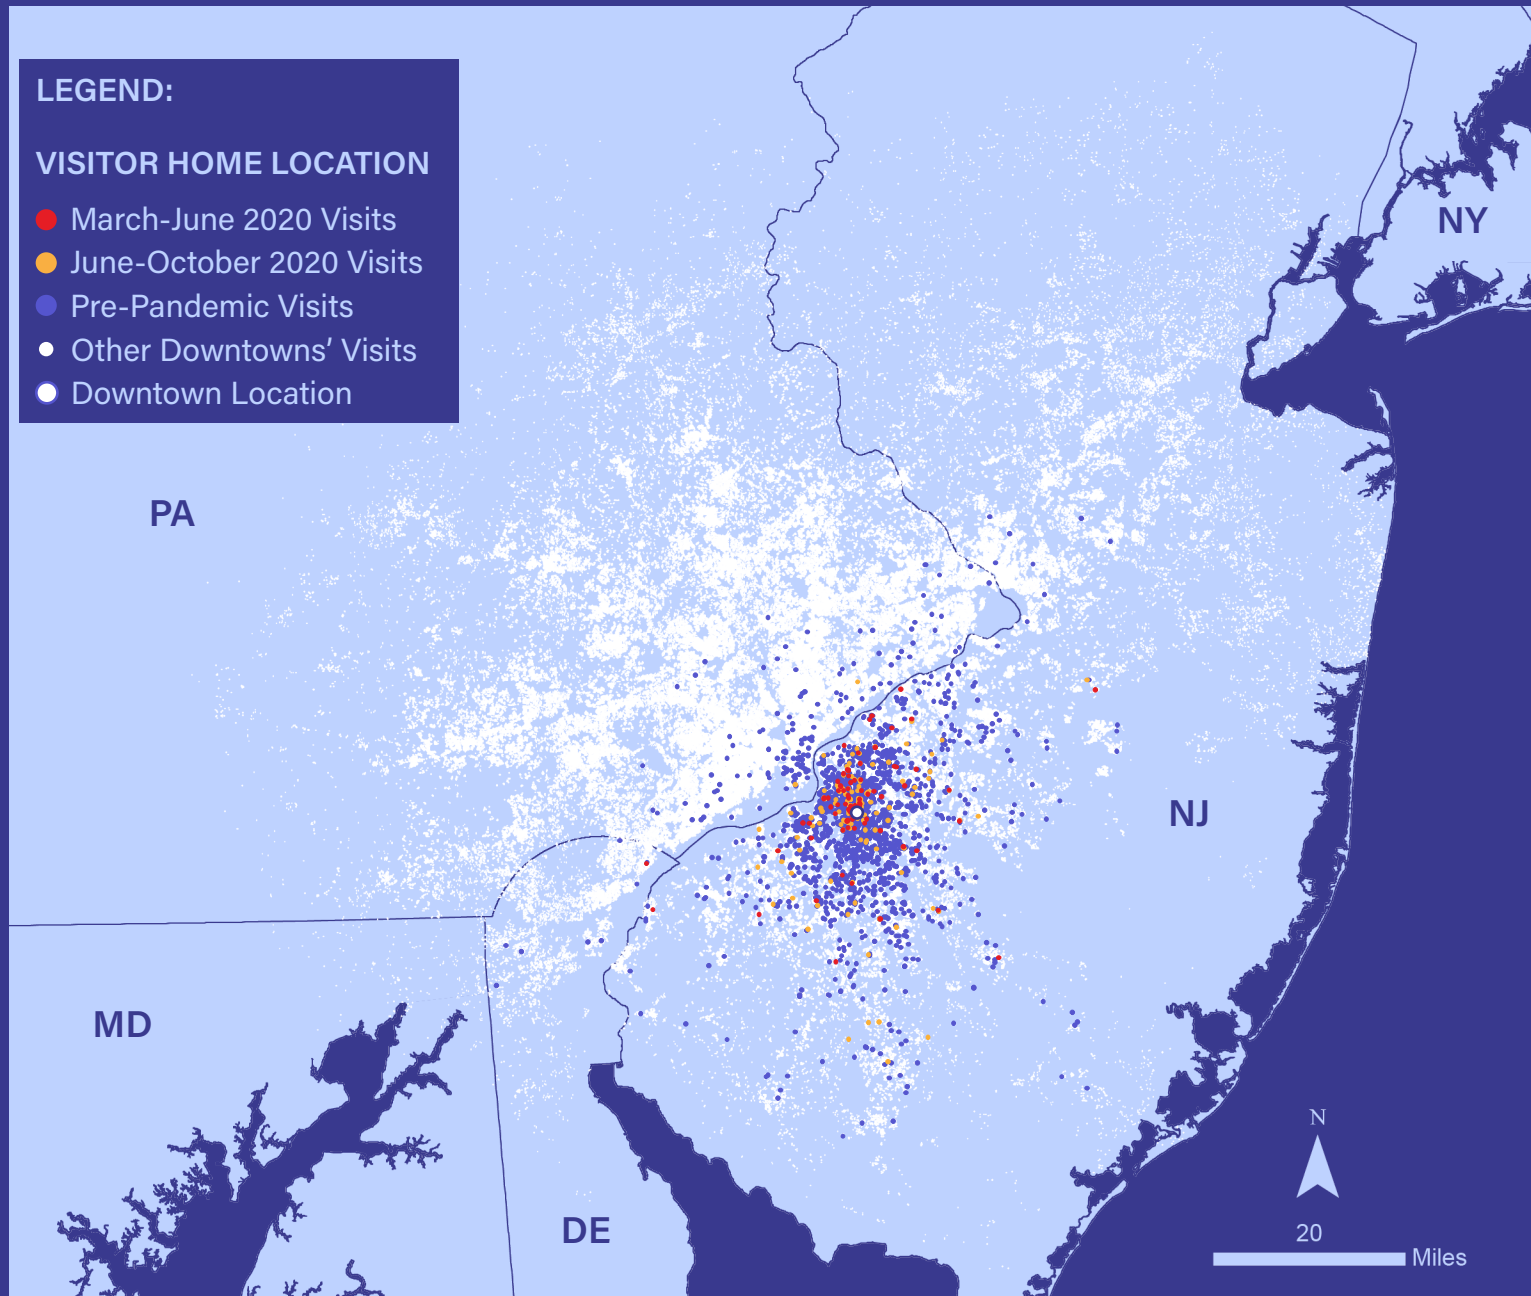 LEGEND:
VISITOR HOME LOCATION
March-June 2020 Visits
June-October 2020 Visits
Pre-Pandemic Visits
Other Downtowns’ Visits
Downtown Location
NY
PA
NJ
MD
N
DE
20
Miles